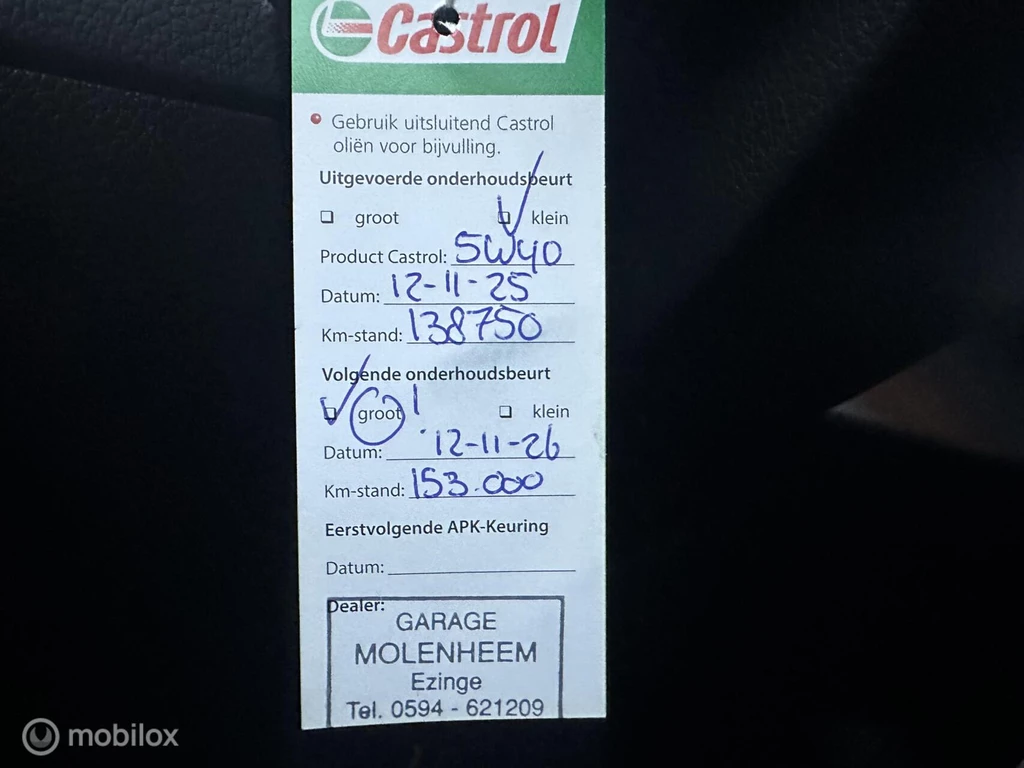 Castrol
Gebruik uitsluitend Castrol
oliën voor bijvulling.
Uitgevoerde onderhoudsbeurt
groot klein
Product Castrol: 5W40
Datum: 12-11-25
Km-stand: 138750
Volgende onderhoudsbeurt
groot! klein
Datum: 12-11-26
Km-stand: 153.000
Eerstvolgende APK-Keuring
Datum:
Dealer:
GARAGE
MOLENHEEM
Ezinge
Tel. 0594 - 621209
mobilox